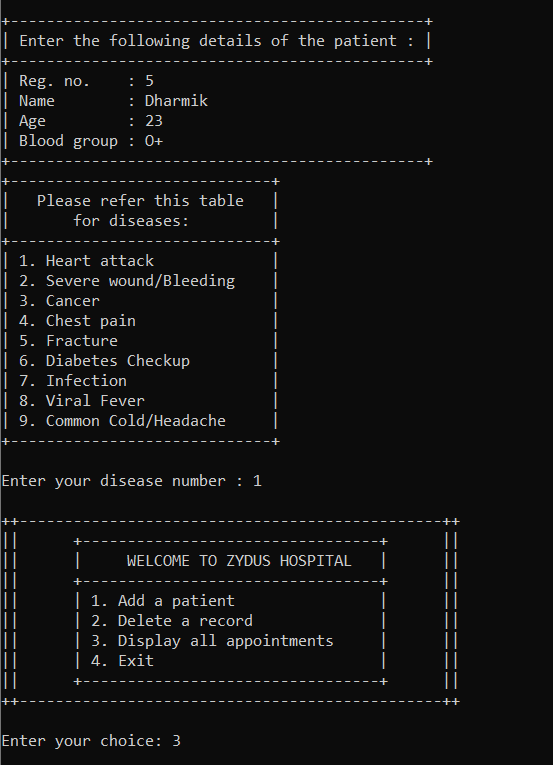 +----------------------------------------------+
| Enter the following details of the patient : |
+----------------------------------------------+
| Reg. no.    : 5
| Name        : Dharmik
| Age         : 23
| Blood group : O+
+----------------------------------------------+
+-----------------------------+
|   Please refer this table   |
|       for diseases:         |
+-----------------------------+
| 1. Heart attack             |
| 2. Severe wound/Bleeding    |
| 3. Cancer                   |
| 4. Chest pain               |
| 5. Fracture                 |
| 6. Diabetes Checkup         |
| 7. Infection                |
| 8. Viral Fever              |
| 9. Common Cold/Headache     |
+-----------------------------+

Enter your disease number : 1

++-----------------------------------------------++
||      +---------------------------------+      ||
||      |     WELCOME TO ZYDUS HOSPITAL   |      ||
||      +---------------------------------+      ||
||      | 1. Add a patient                |      ||
||      | 2. Delete a record              |      ||
||      | 3. Display all appointments     |      ||
||      | 4. Exit                         |      ||
||      +---------------------------------+      ||
++-----------------------------------------------++

Enter your choice: 3